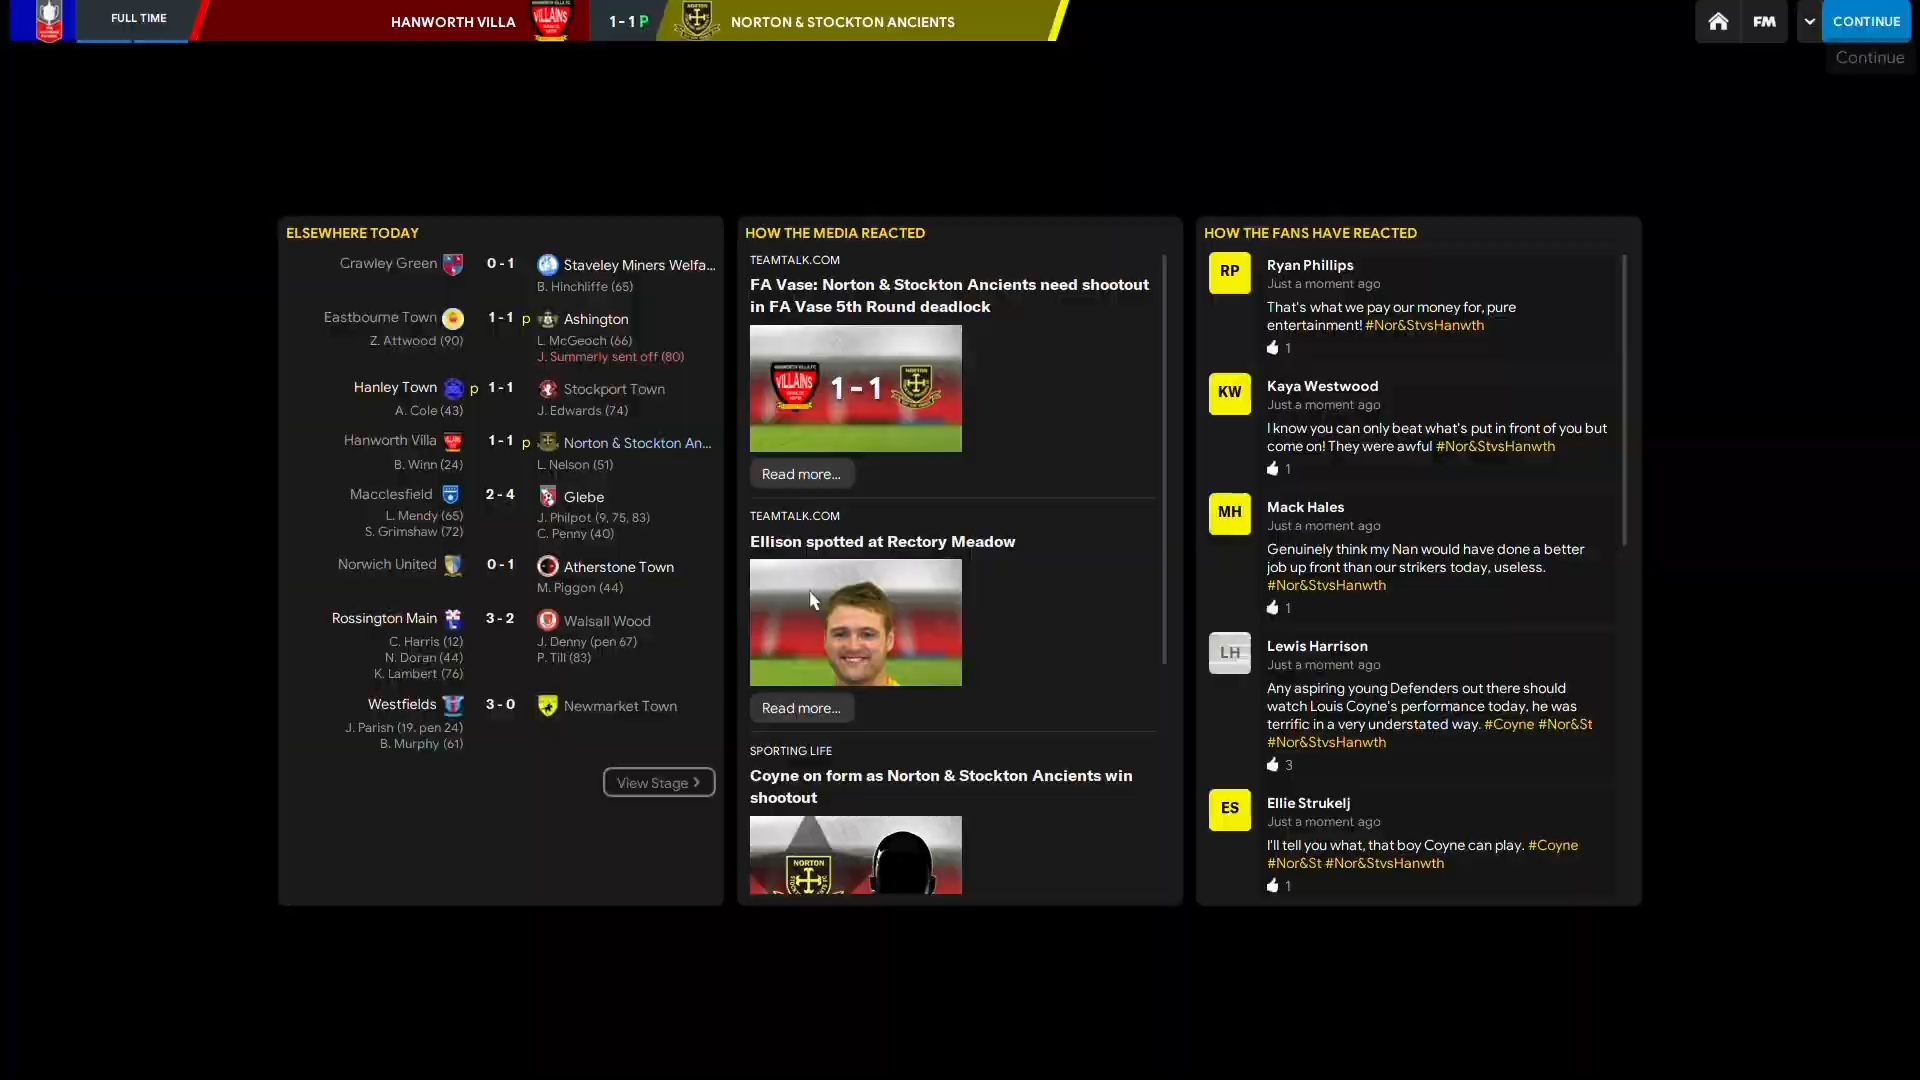 FULL TIME
HANWORTH VILLA
VILLAINS
1 - 1 P
NORTON & STOCKTON ANCIENTS
FM
CONTINUE
Continue
ELSEWHERE TODAY
Crawley Green 0 - 1 Staveley Miners Welfa...
B. Hinchliffe (65)
Eastbourne Town 1 - 1 p Ashington
Z. Attwood (90) L. McGeoch (66)
J. Summerly sent off (80)
Hanley Town p 1 - 1 Stockport Town
A. Cole (43) J. Edwards (74)
Hanworth Villa 1 - 1 p Norton & Stockton An...
B. Winn (24) L. Nelson (51)
Macclesfield 2 - 4 Glebe
L. Mendy (65) J. Philpot (9, 75, 83)
S. Grimshaw (72) C. Penny (40)
Norwich United 0 - 1 Atherstone Town
M. Piggon (44)
Rossington Main 3 - 2 Walsall Wood
C. Harris (12) J. Denny (pen 67)
N. Doran (44) P. Till (83)
K. Lambert (76)
Westfields 3 - 0 Newmarket Town
J. Parish (19, pen 24)
B. Murphy (61)
View Stage
HOW THE MEDIA REACTED
TEAMTALK.COM
FA Vase: Norton & Stockton Ancients need shootout
in FA Vase 5th Round deadlock
VILLAINS 1 - 1 NORTON
Read more...
TEAMTALK.COM
Ellison spotted at Rectory Meadow
Read more...
SPORTING LIFE
Coyne on form as Norton & Stockton Ancients win
shootout
NORTON
HOW THE FANS HAVE REACTED
RP
Ryan Phillips
Just a moment ago
That's what we pay our money for, pure
entertainment! #Nor&StvsHanwth
1
KW
Kaya Westwood
Just a moment ago
I know you can only beat what's put in front of you but
come on! They were awful #Nor&StvsHanwth
1
MH
Mack Hales
Just a moment ago
Genuinely think my Nan would have done a better
job up front than our strikers today, useless.
#Nor&StvsHanwth
1
LH
Lewis Harrison
Just a moment ago
Any aspiring young Defenders out there should
watch Louis Coyne's performance today, he was
terrific in a very understated way. #Coyne #Nor&St
#Nor&StvsHanwth
3
ES
Ellie Strukelj
Just a moment ago
I'll tell you what, that boy Coyne can play. #Coyne
#Nor&St #Nor&StvsHanwth
1